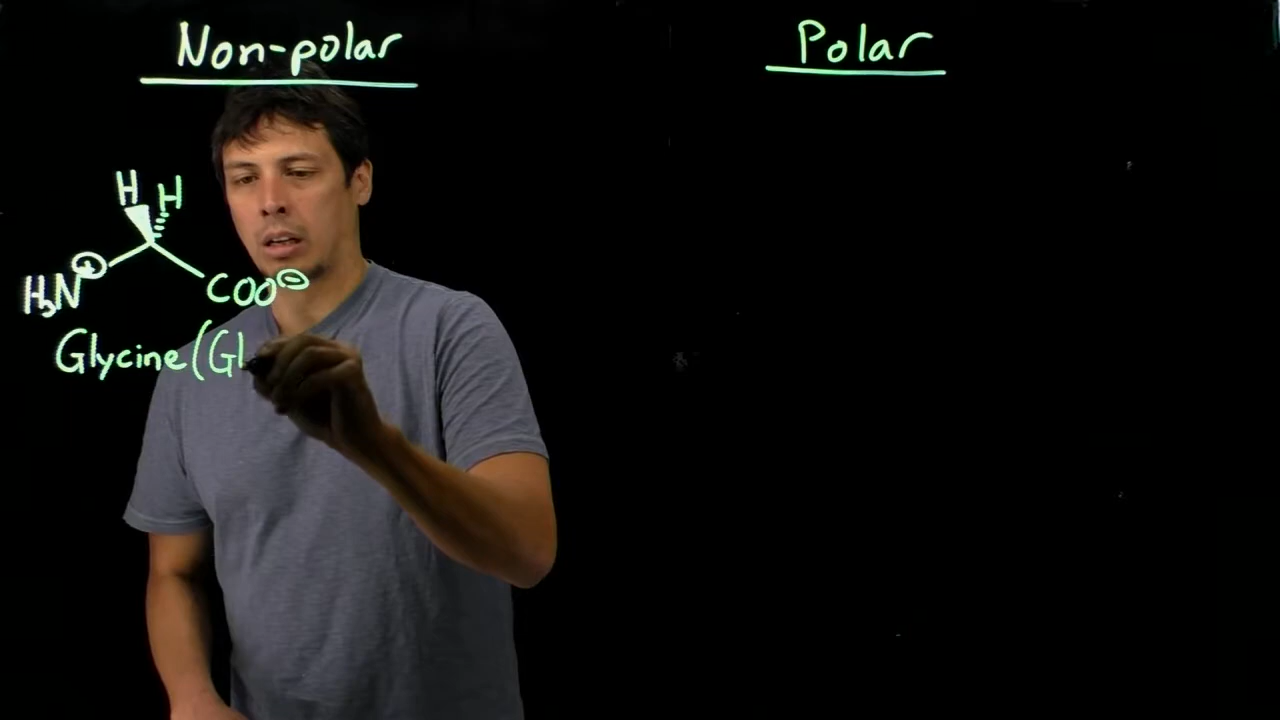 Non-polar
Polar
H H
H₃N⊕ COO⊖
Glycine (Gl